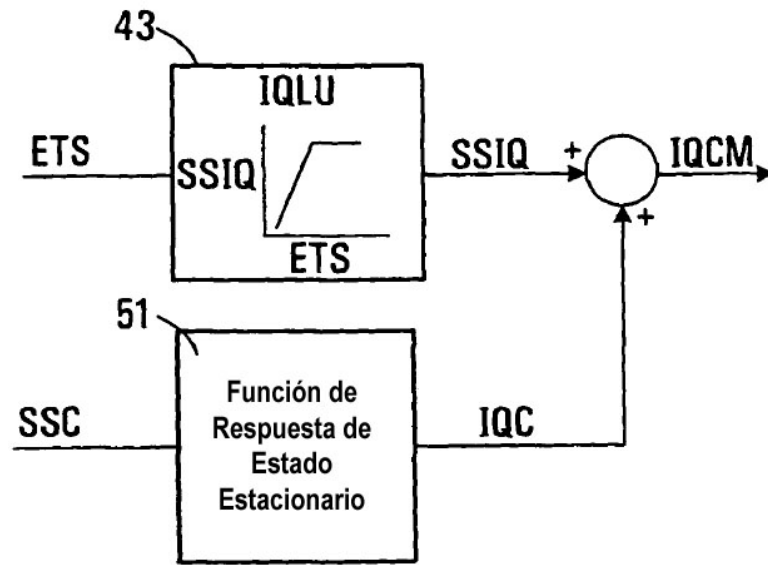 43
IQLU
ETS
SSIQ
ETS
SSIQ
+
IQCM
+
51
SSC
Función de
Respuesta de
Estado
Estacionario
IQC